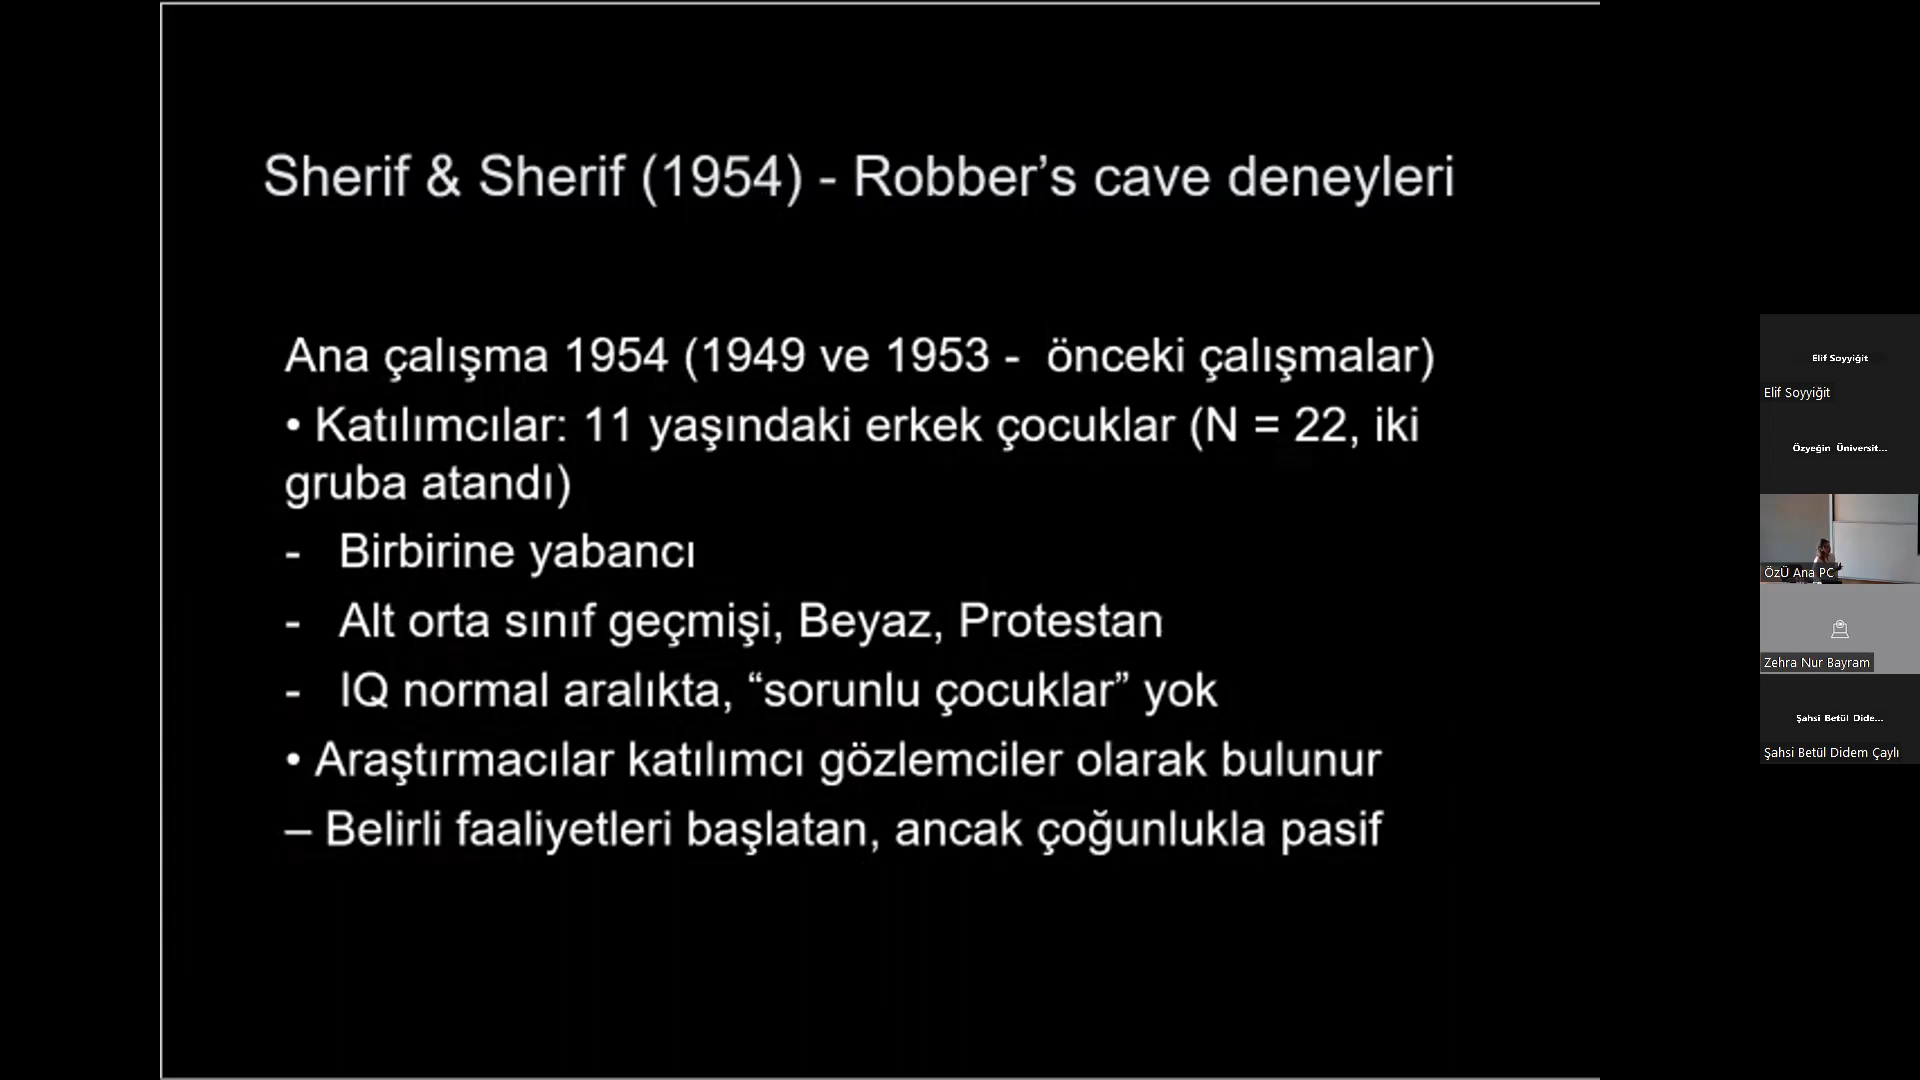 Sherif & Sherif (1954) - Robber’s cave deneyleri
Ana çalışma 1954 (1949 ve 1953 - önceki çalışmalar)
• Katılımcılar: 11 yaşındaki erkek çocuklar (N = 22, iki
gruba atandı)
- Birbirine yabancı
- Alt orta sınıf geçmişi, Beyaz, Protestan
- IQ normal aralıkta, “sorunlu çocuklar” yok
• Araştırmacılar katılımcı gözlemciler olarak bulunur
– Belirli faaliyetleri başlatan, ancak çoğunlukla pasif
Elif Soyyiğit
Elif Soyyiğit
Özyeğin Üniversit...
ÖzÜ Ana PC
Zehra Nur Bayram
Şahsi Betül Dide...
Şahsi Betül Didem Çaylı